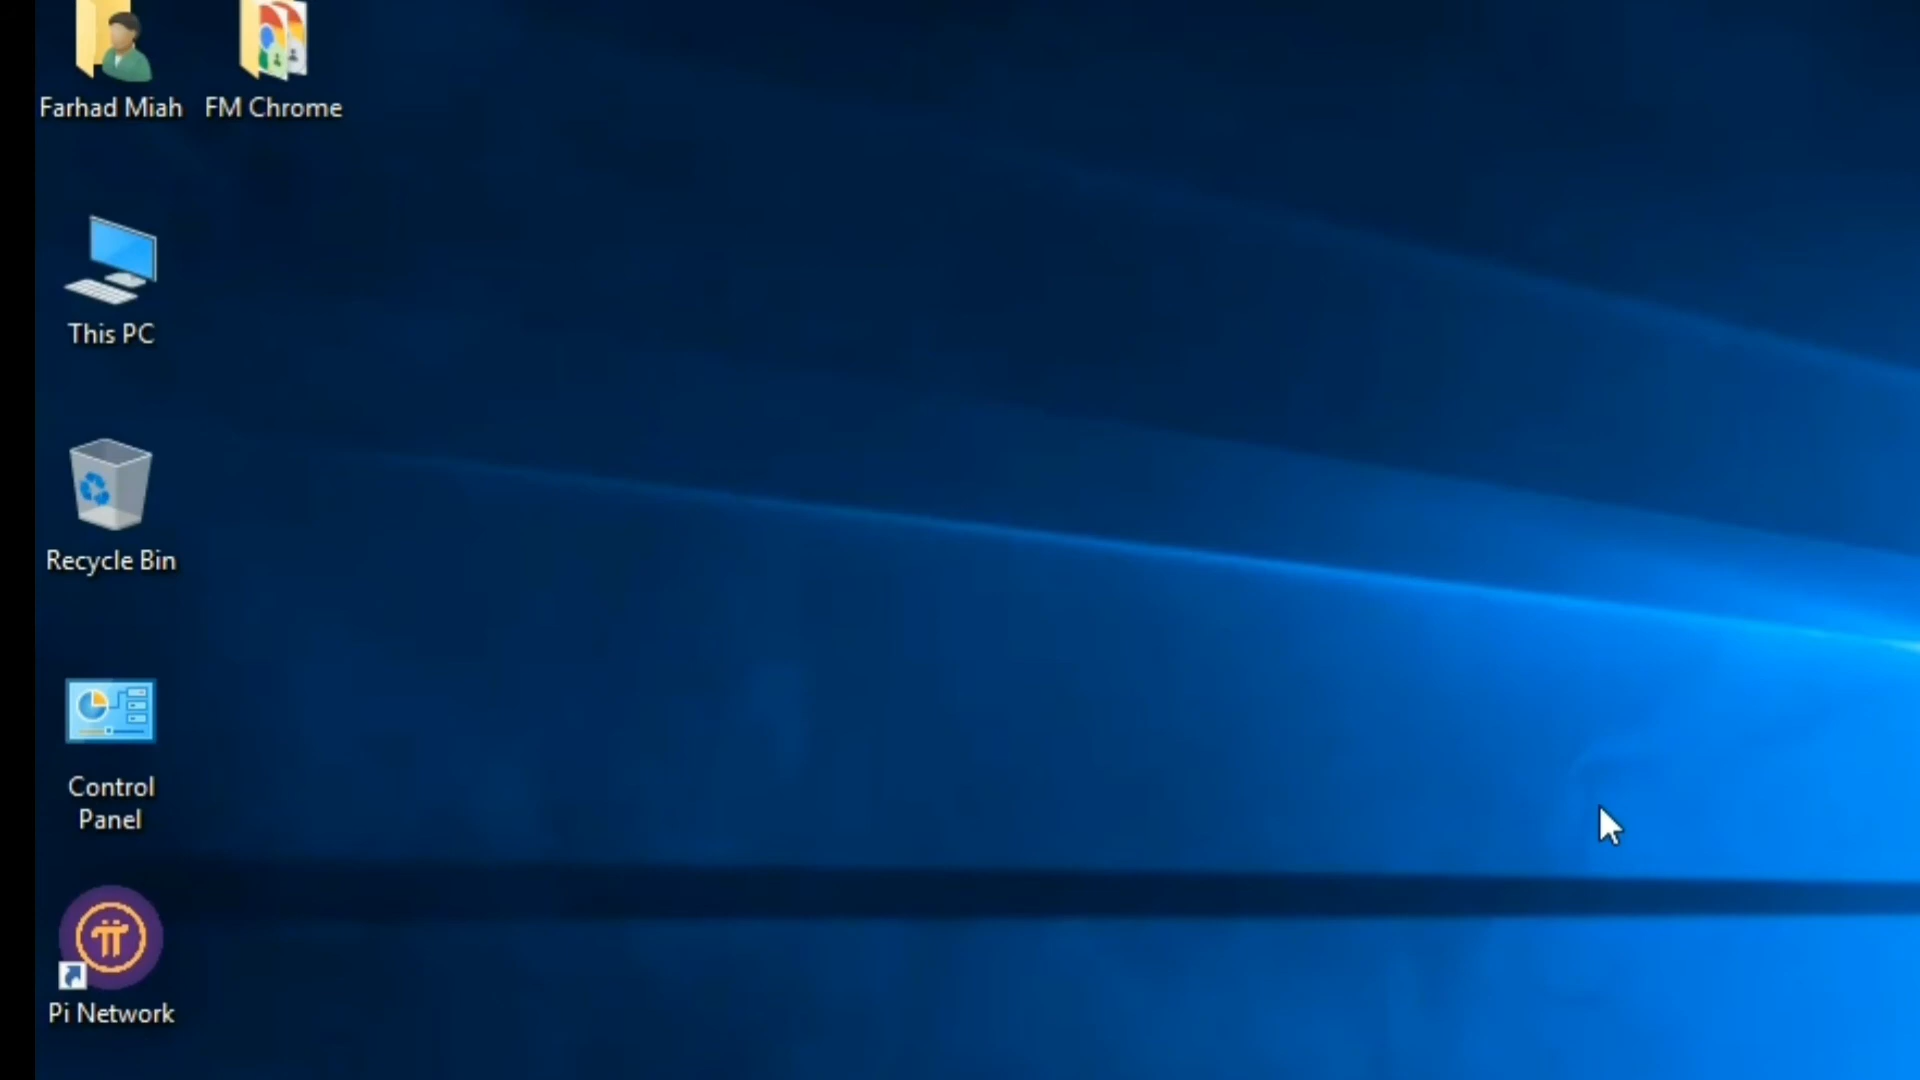 Farhad Miah
FM Chrome
This PC
Recycle Bin
Control
Panel
Pi Network